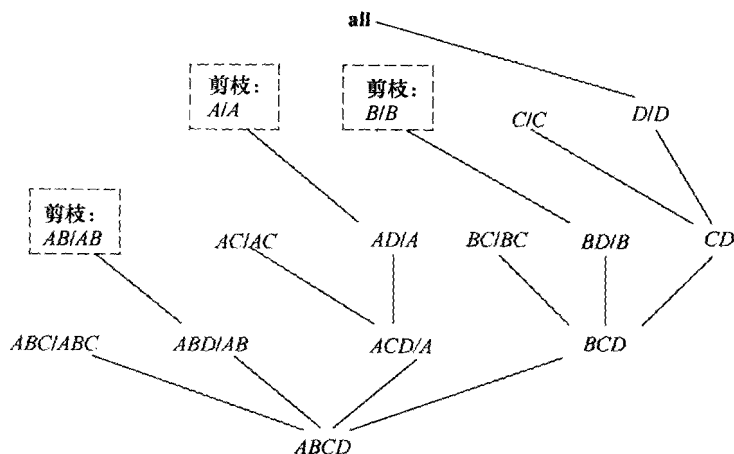 all
剪枝：
A/A
剪枝：
B/B
C/C
D/D
剪枝：
AB/AB
AC/AC
AD/A
BC/BC
BD/B
CD
ABC/ABC
ABD/AB
ACD/A
BCD
ABCD